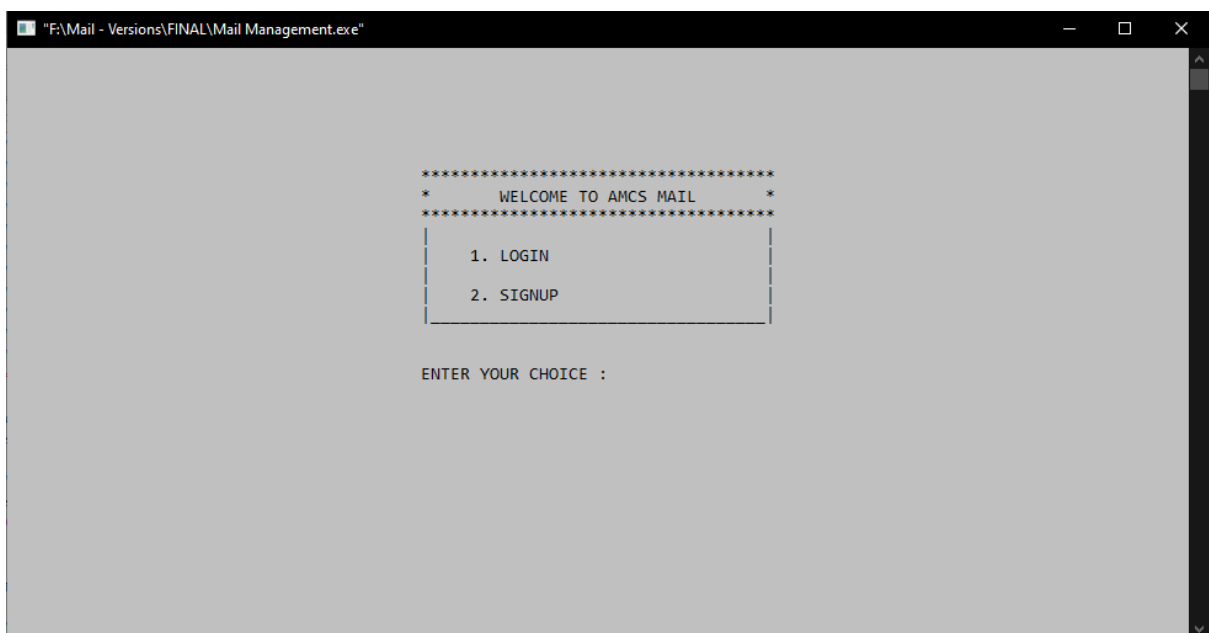 "F:\Mail - Versions\FINAL\Mail Management.exe"
************************************
* WELCOME TO AMCS MAIL *
************************************
1. LOGIN
2. SIGNUP
ENTER YOUR CHOICE :